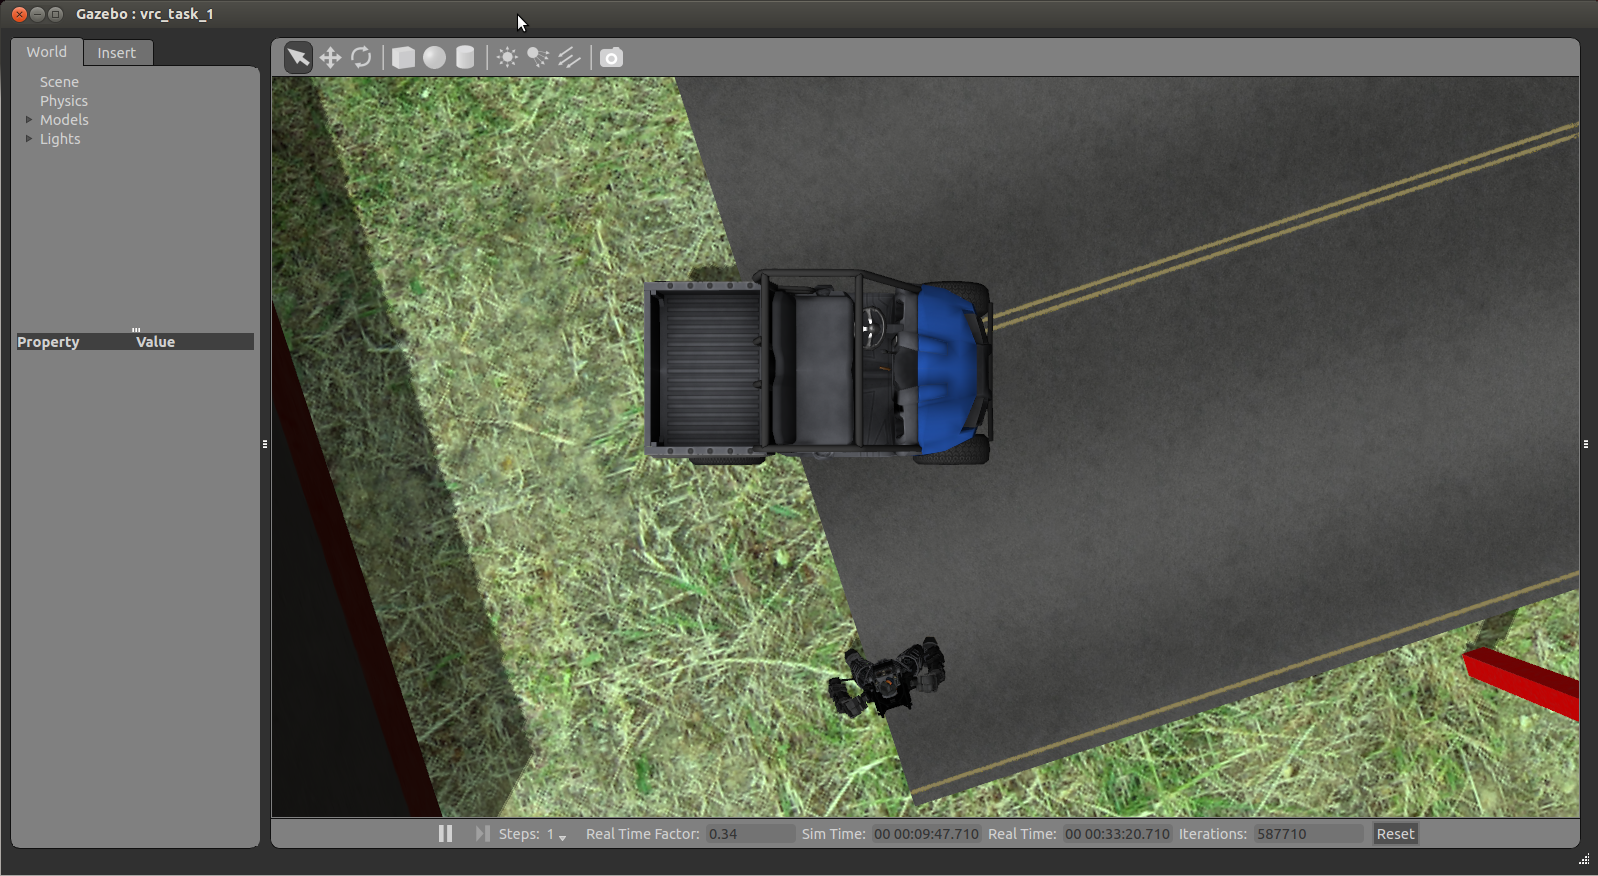 Gazebo : vrc_task_1
World Insert
Scene
Physics
Models
Lights
Property Value
Steps: 1 Real Time Factor: 0.34 Sim Time: 00 00:09:47.710 Real Time: 00 00:33:20.710 Iterations: 587710 Reset